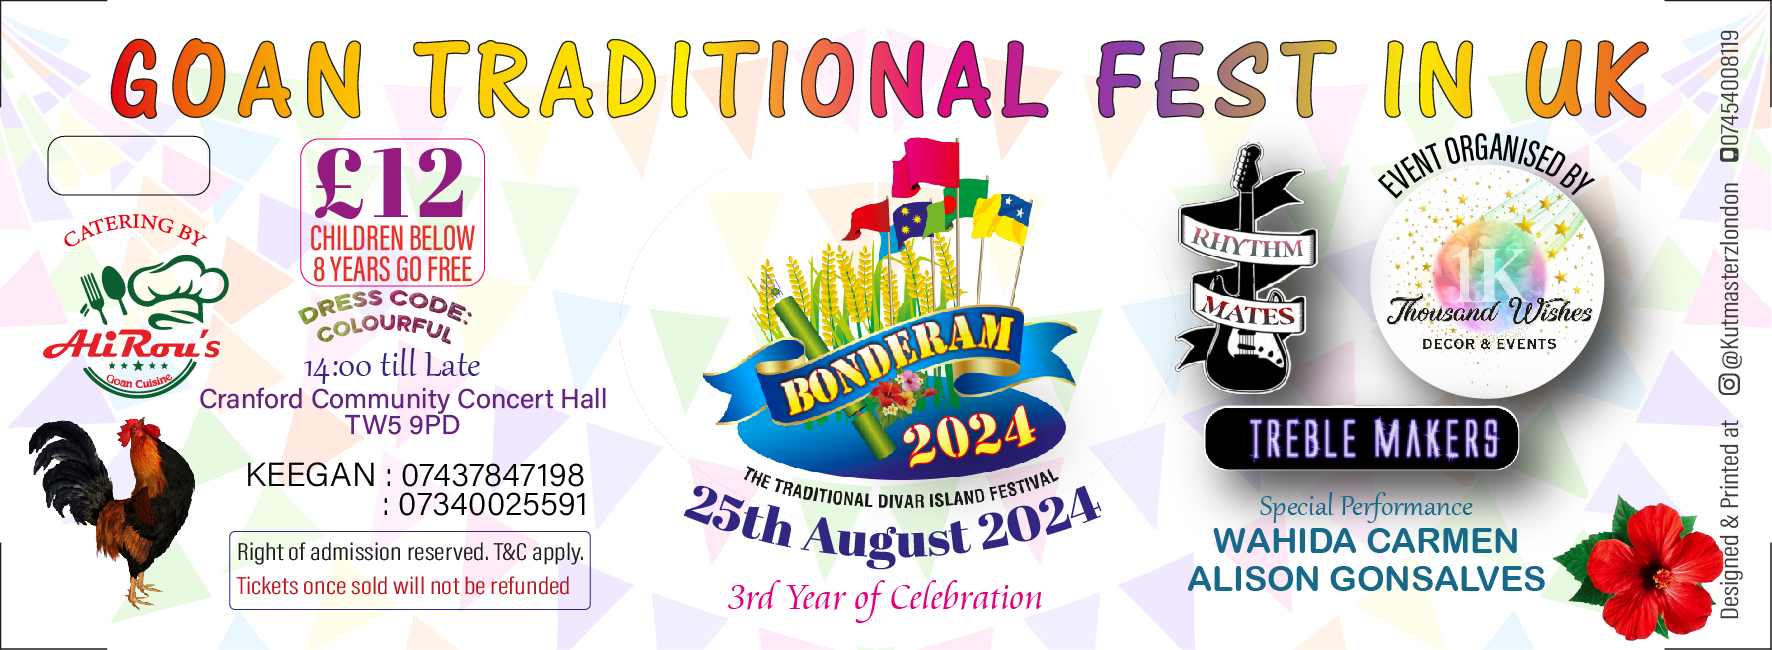 GOAN TRADITIONAL FEST IN UK
CATERING BY
AliRou's
Goan Cuisine
£12
CHILDREN BELOW
8 YEARS GO FREE
DRESS CODE:
COLOURFUL
14:00 till Late
Cranford Community Concert Hall
TW5 9PD
KEEGAN : 07437847198
: 07340025591
Right of admission reserved. T&C apply.
Tickets once sold will not be refunded
BONDERAM
2024
THE TRADITIONAL DIVAR ISLAND FESTIVAL
25th August 2024
3rd Year of Celebration
RHYTHM
MATES
EVENT ORGANISED BY
1K
Thousand Wishes
DECOR & EVENTS
TREBLE MAKERS
Special Performance
WAHIDA CARMEN
ALISON GONSALVES
Designed & Printed at @Kutmasterzlondon 07454008119